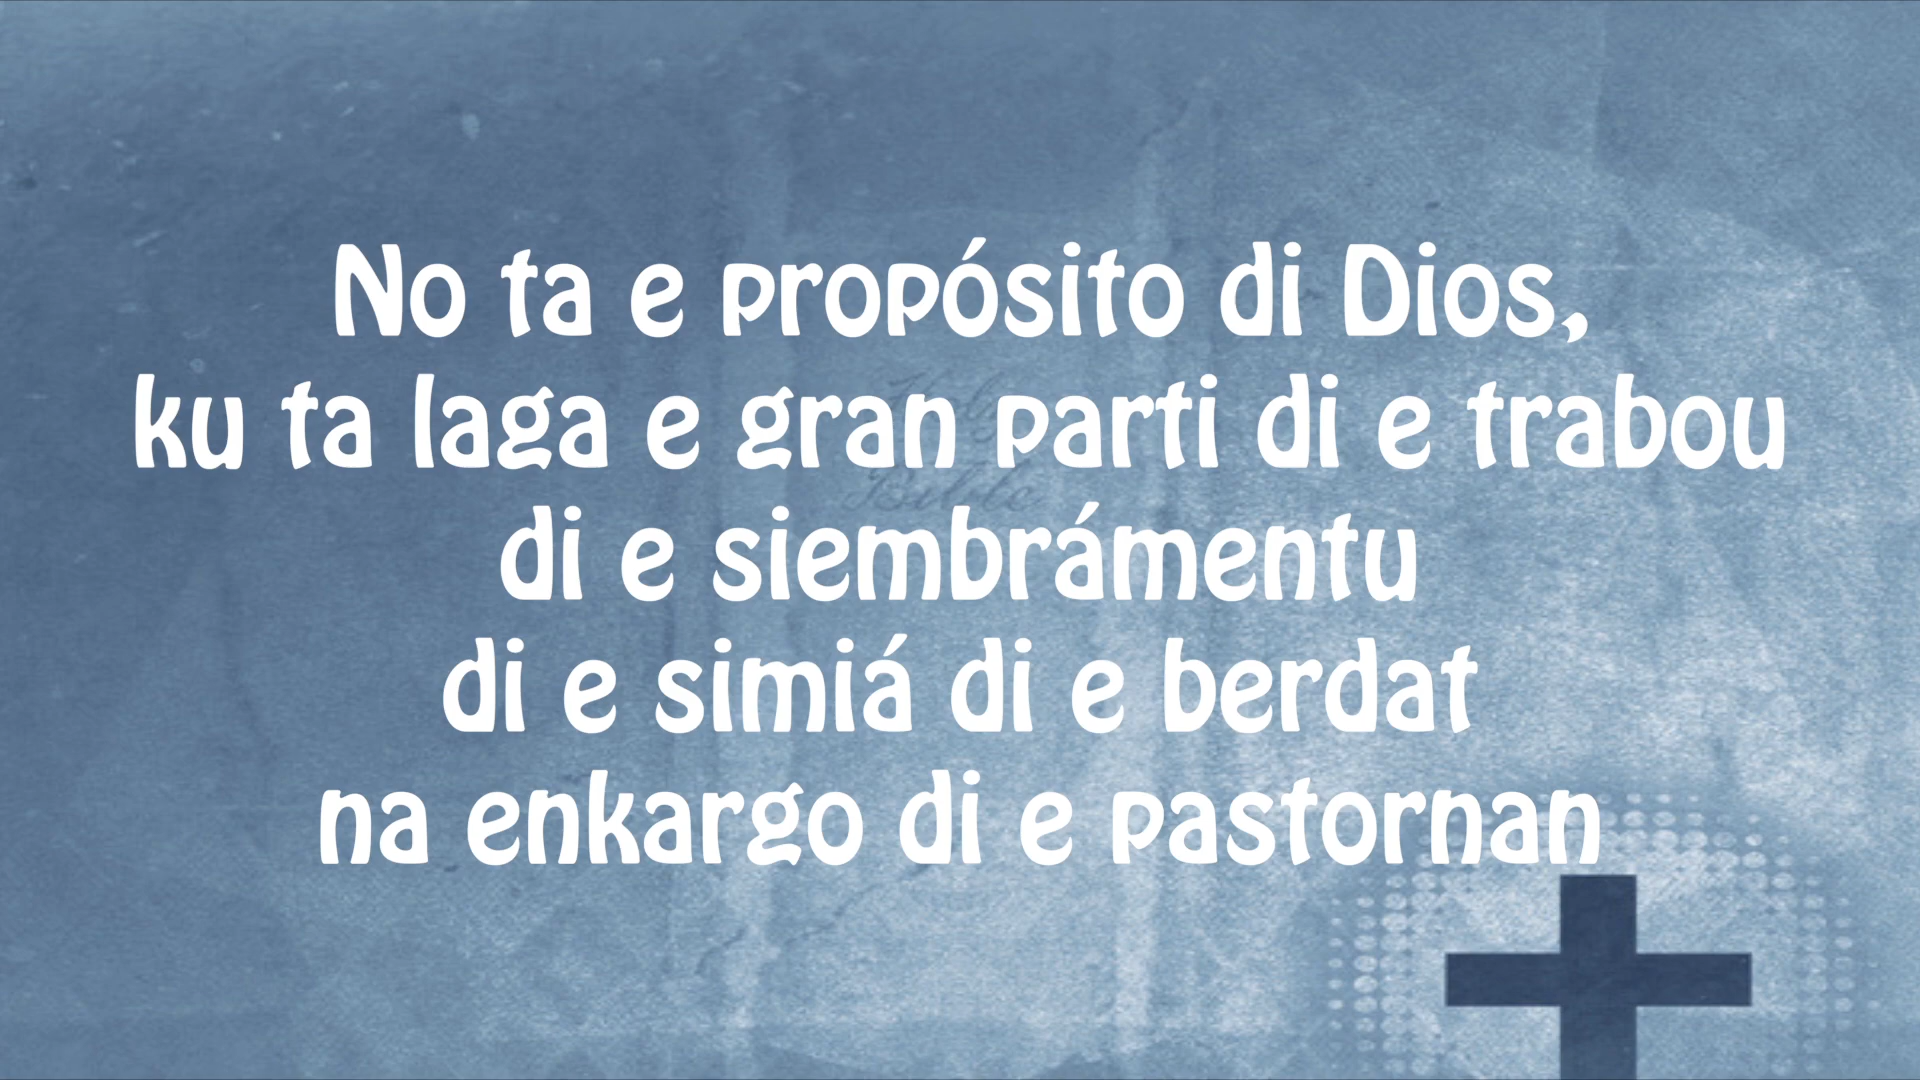 No ta e propósito di Dios,
ku ta laga e gran parti di e trabou
di e siembrámentu
di e simiá di e berdat
na enkargo di e pastornan